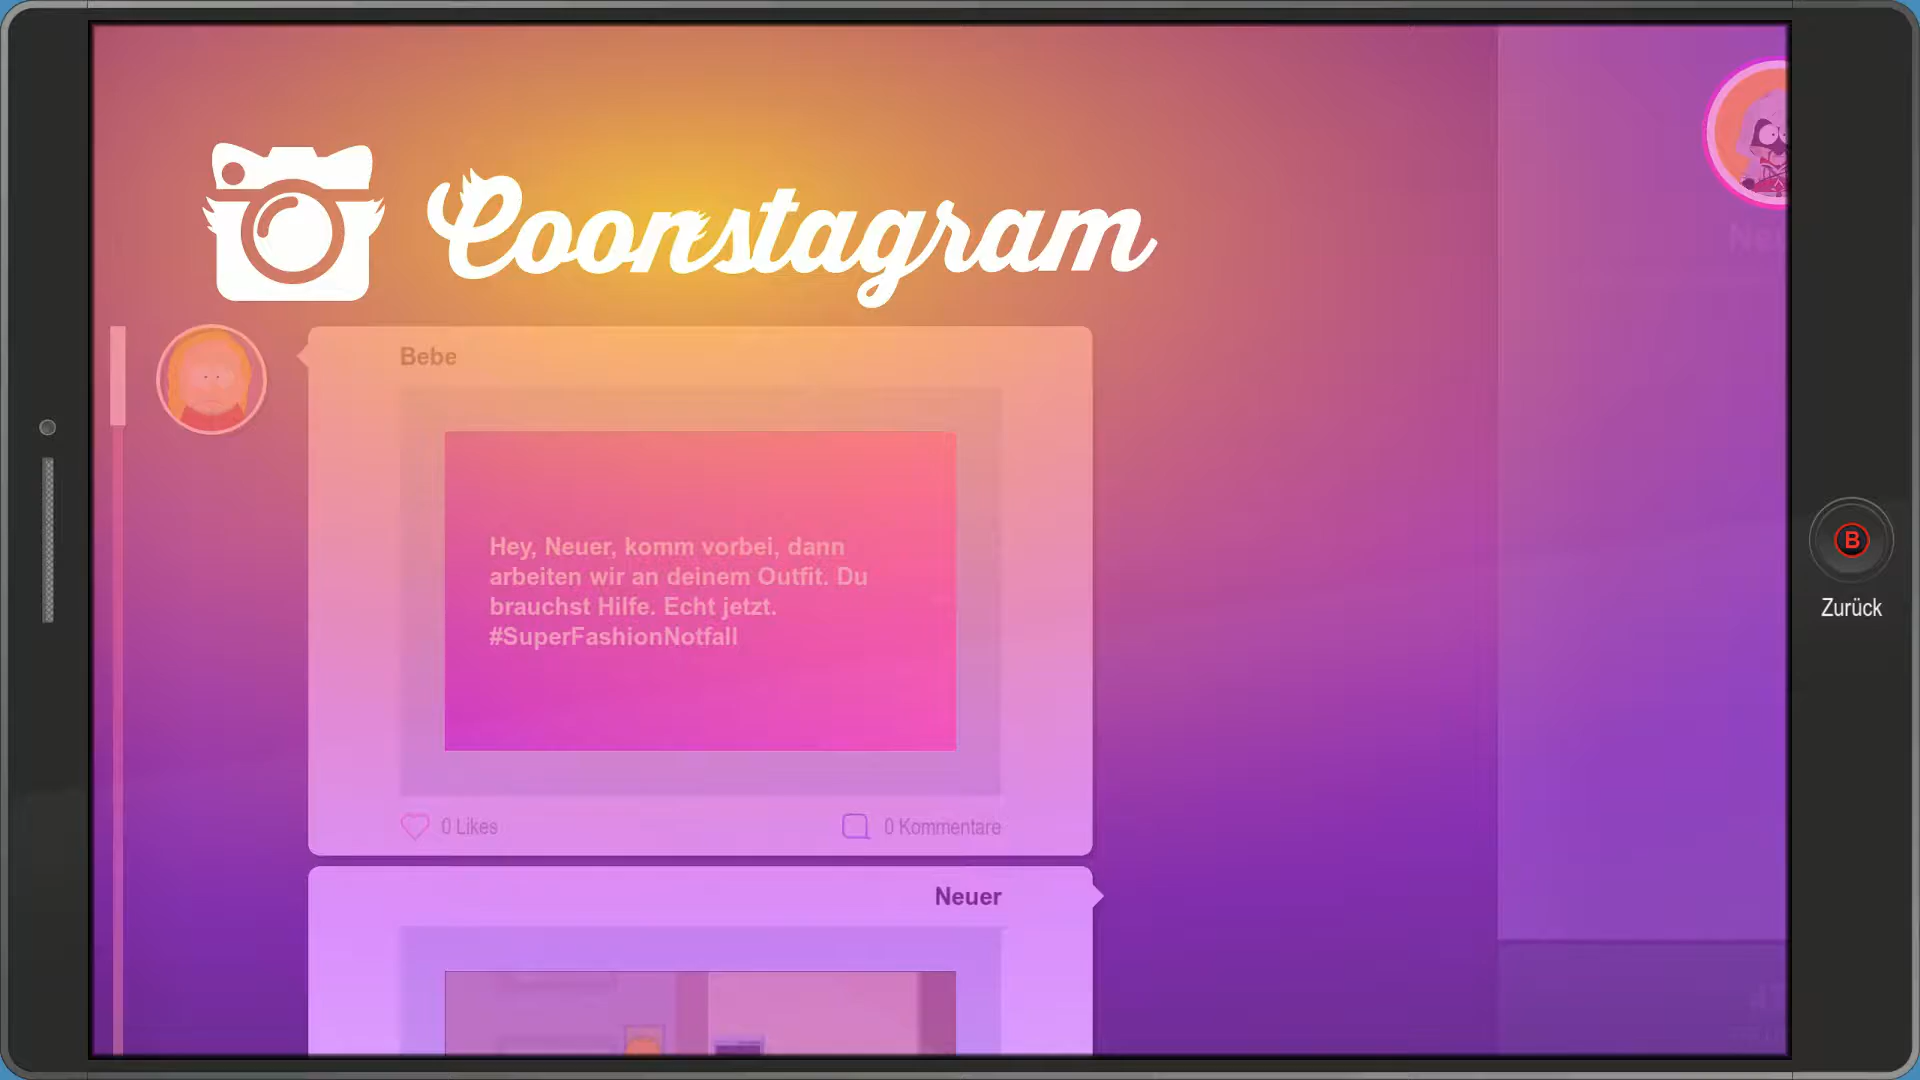 Coonstagram
Bebe
Hey, Neuer, komm vorbei, dann
arbeiten wir an deinem Outfit. Du
brauchst Hilfe. Echt jetzt.
#SuperFashionNotfall
0 Likes
0 Kommentare
Neuer
B
Zurück